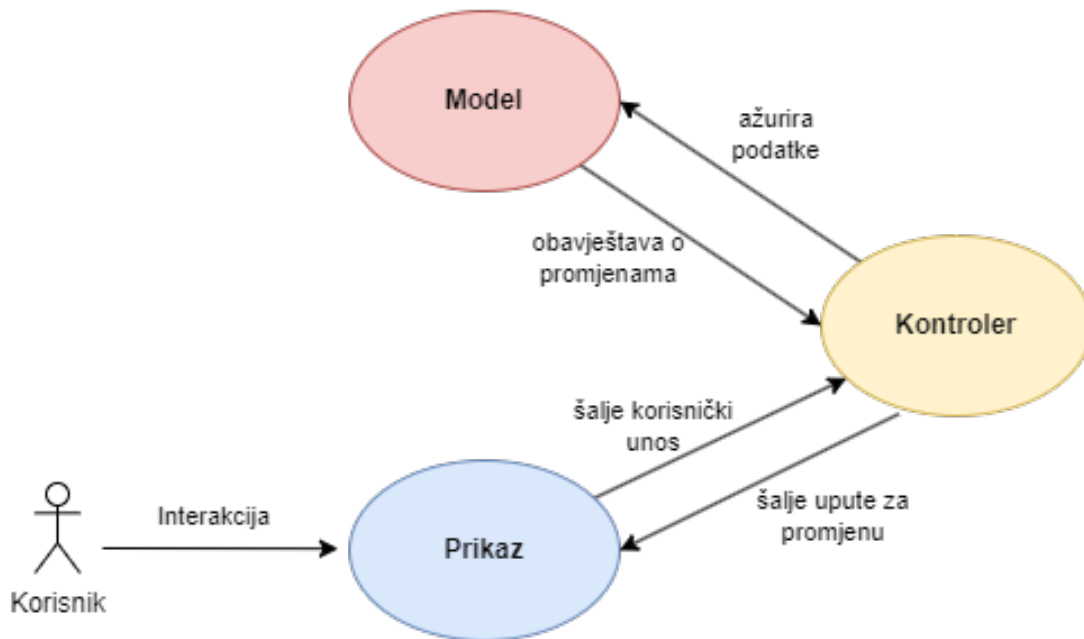 Model
ažurira
podatke
obavještava o
promjenama
Kontroler
šalje korisnički
unos
šalje upute za
promjenu
Interakcija
Prikaz
Korisnik